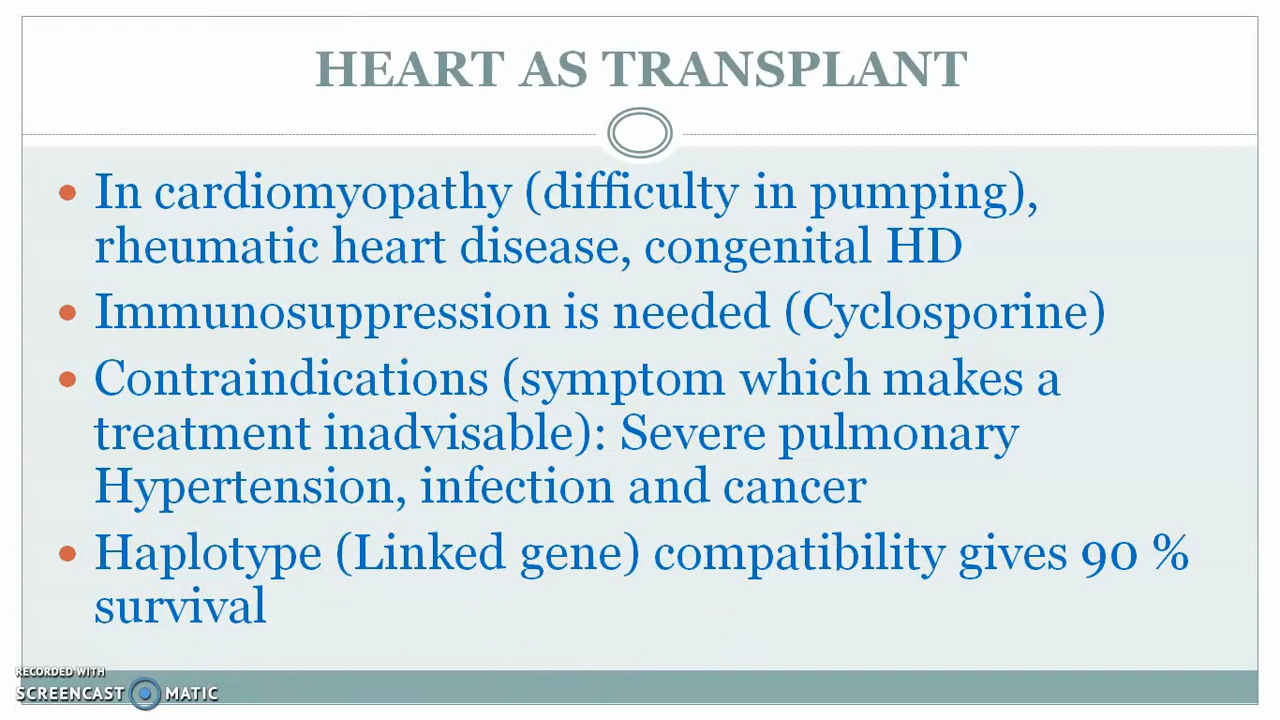 HEART AS TRANSPLANT
• In cardiomyopathy (difficulty in pumping),
rheumatic heart disease, congenital HD
• Immunosuppression is needed (Cyclosporine)
• Contraindications (symptom which makes a
treatment inadvisable): Severe pulmonary
Hypertension, infection and cancer
• Haplotype (Linked gene) compatibility gives 90 %
survival
RECORDED WITH
SCREENCAST MATIC